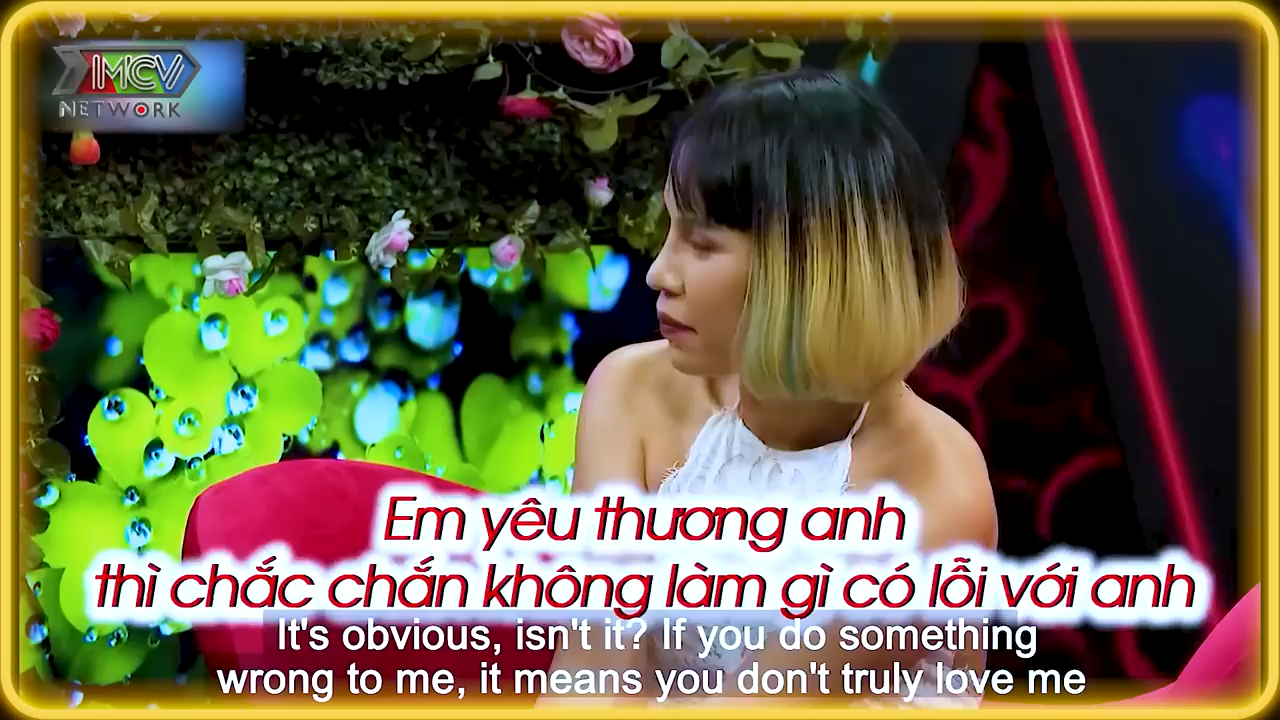 MCV
NETWORK
Em yêu thương anh
thì chắc chắn không làm gì có lỗi với anh
It's obvious, isn't it? If you do something
wrong to me, it means you don't truly love me